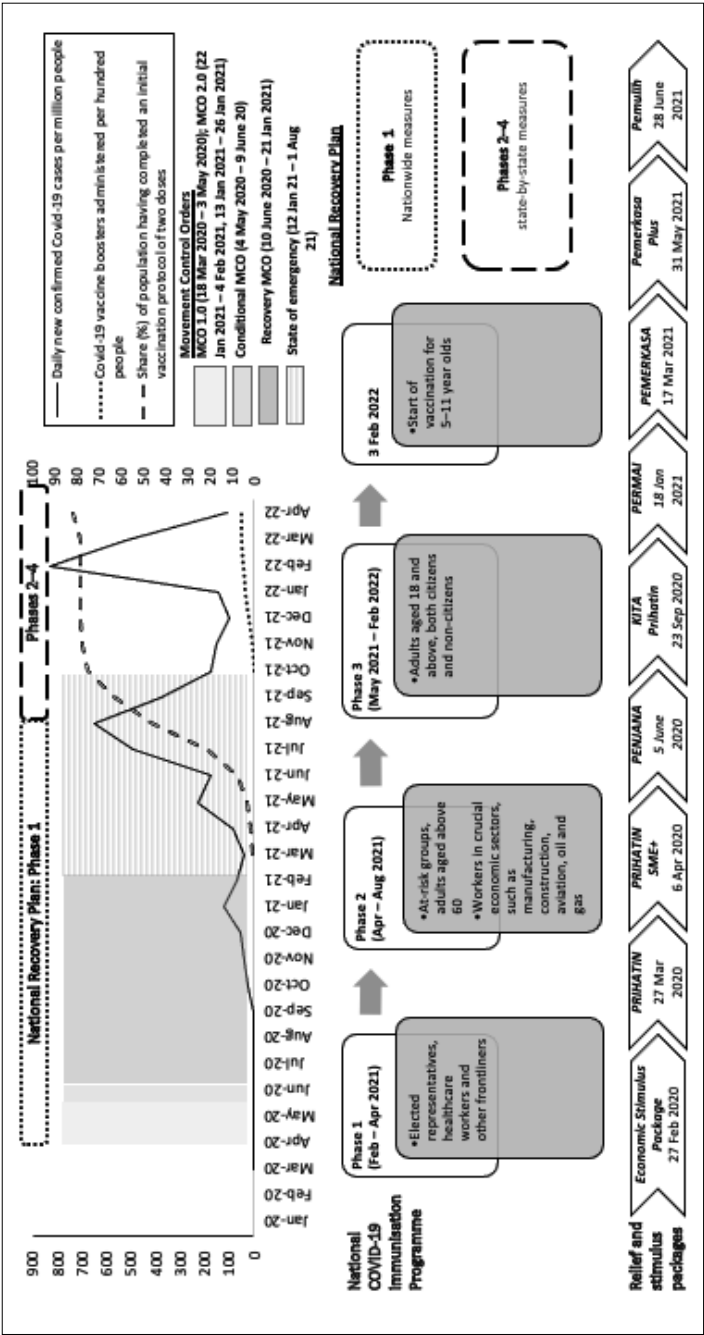 National Recovery Plan: Phase 1
Phases 2–4
900
800
700
600
500
400
300
200
100
0
100
90
80
70
60
50
40
30
20
10
0
Jan-20
Feb-20
Mar-20
Apr-20
May-20
Jun-20
Jul-20
Aug-20
Sep-20
Oct-20
Nov-20
Dec-20
Jan-21
Feb-21
Mar-21
Apr-21
May-21
Jun-21
Jul-21
Aug-21
Sep-21
Oct-21
Nov-21
Dec-21
Jan-22
Feb-22
Mar-22
Apr-22
Daily new confirmed Covid-19 cases per million people
Covid-19 vaccine boosters administered per hundred
people
Share (%) of population having completed an initial
vaccination protocol of two doses
Movement Control Orders
MCO 1.0 (18 Mar 2020 – 3 May 2020); MCO 2.0 (22
Jan 2021 – 4 Feb 2021, 13 Jan 2021 – 26 Jan 2021)
Conditional MCO (4 May 2020 – 9 June 20)
Recovery MCO (10 June 2020 – 21 Jan 2021)
State of emergency (12 Jan 21 – 1 Aug
21)
National Recovery Plan
Phase 1
Nationwide measures
Phases 2–4
state-by-state measures
National
COVID-19
Immunisation
Programme
Phase 1
(Feb – Apr 2021)
•Elected
representatives,
healthcare
workers and
other frontliners
Phase 2
(Apr – Aug 2021)
•At-risk groups,
adults aged above
60
•Workers in crucial
economic sectors,
such as
manufacturing,
construction,
aviation, oil and
gas
Phase 3
(May 2021 – Feb 2022)
•Adults aged 18 and
above, both citizens
and non-citizens
3 Feb 2022
•Start of
vaccination for
5–11 year olds
Relief and
stimulus
packages
Economic Stimulus
Package
27 Feb 2020
PRIHATIN
27 Mar
2020
PRIHATIN
SME+
6 Apr 2020
PENJANA
5 June
2020
KITA
Prihatin
23 Sep 2020
PERMAI
18 Jan
2021
PEMERKASA
17 Mar 2021
Pemerkasa
Plus
31 May 2021
Pemulih
28 June
2021